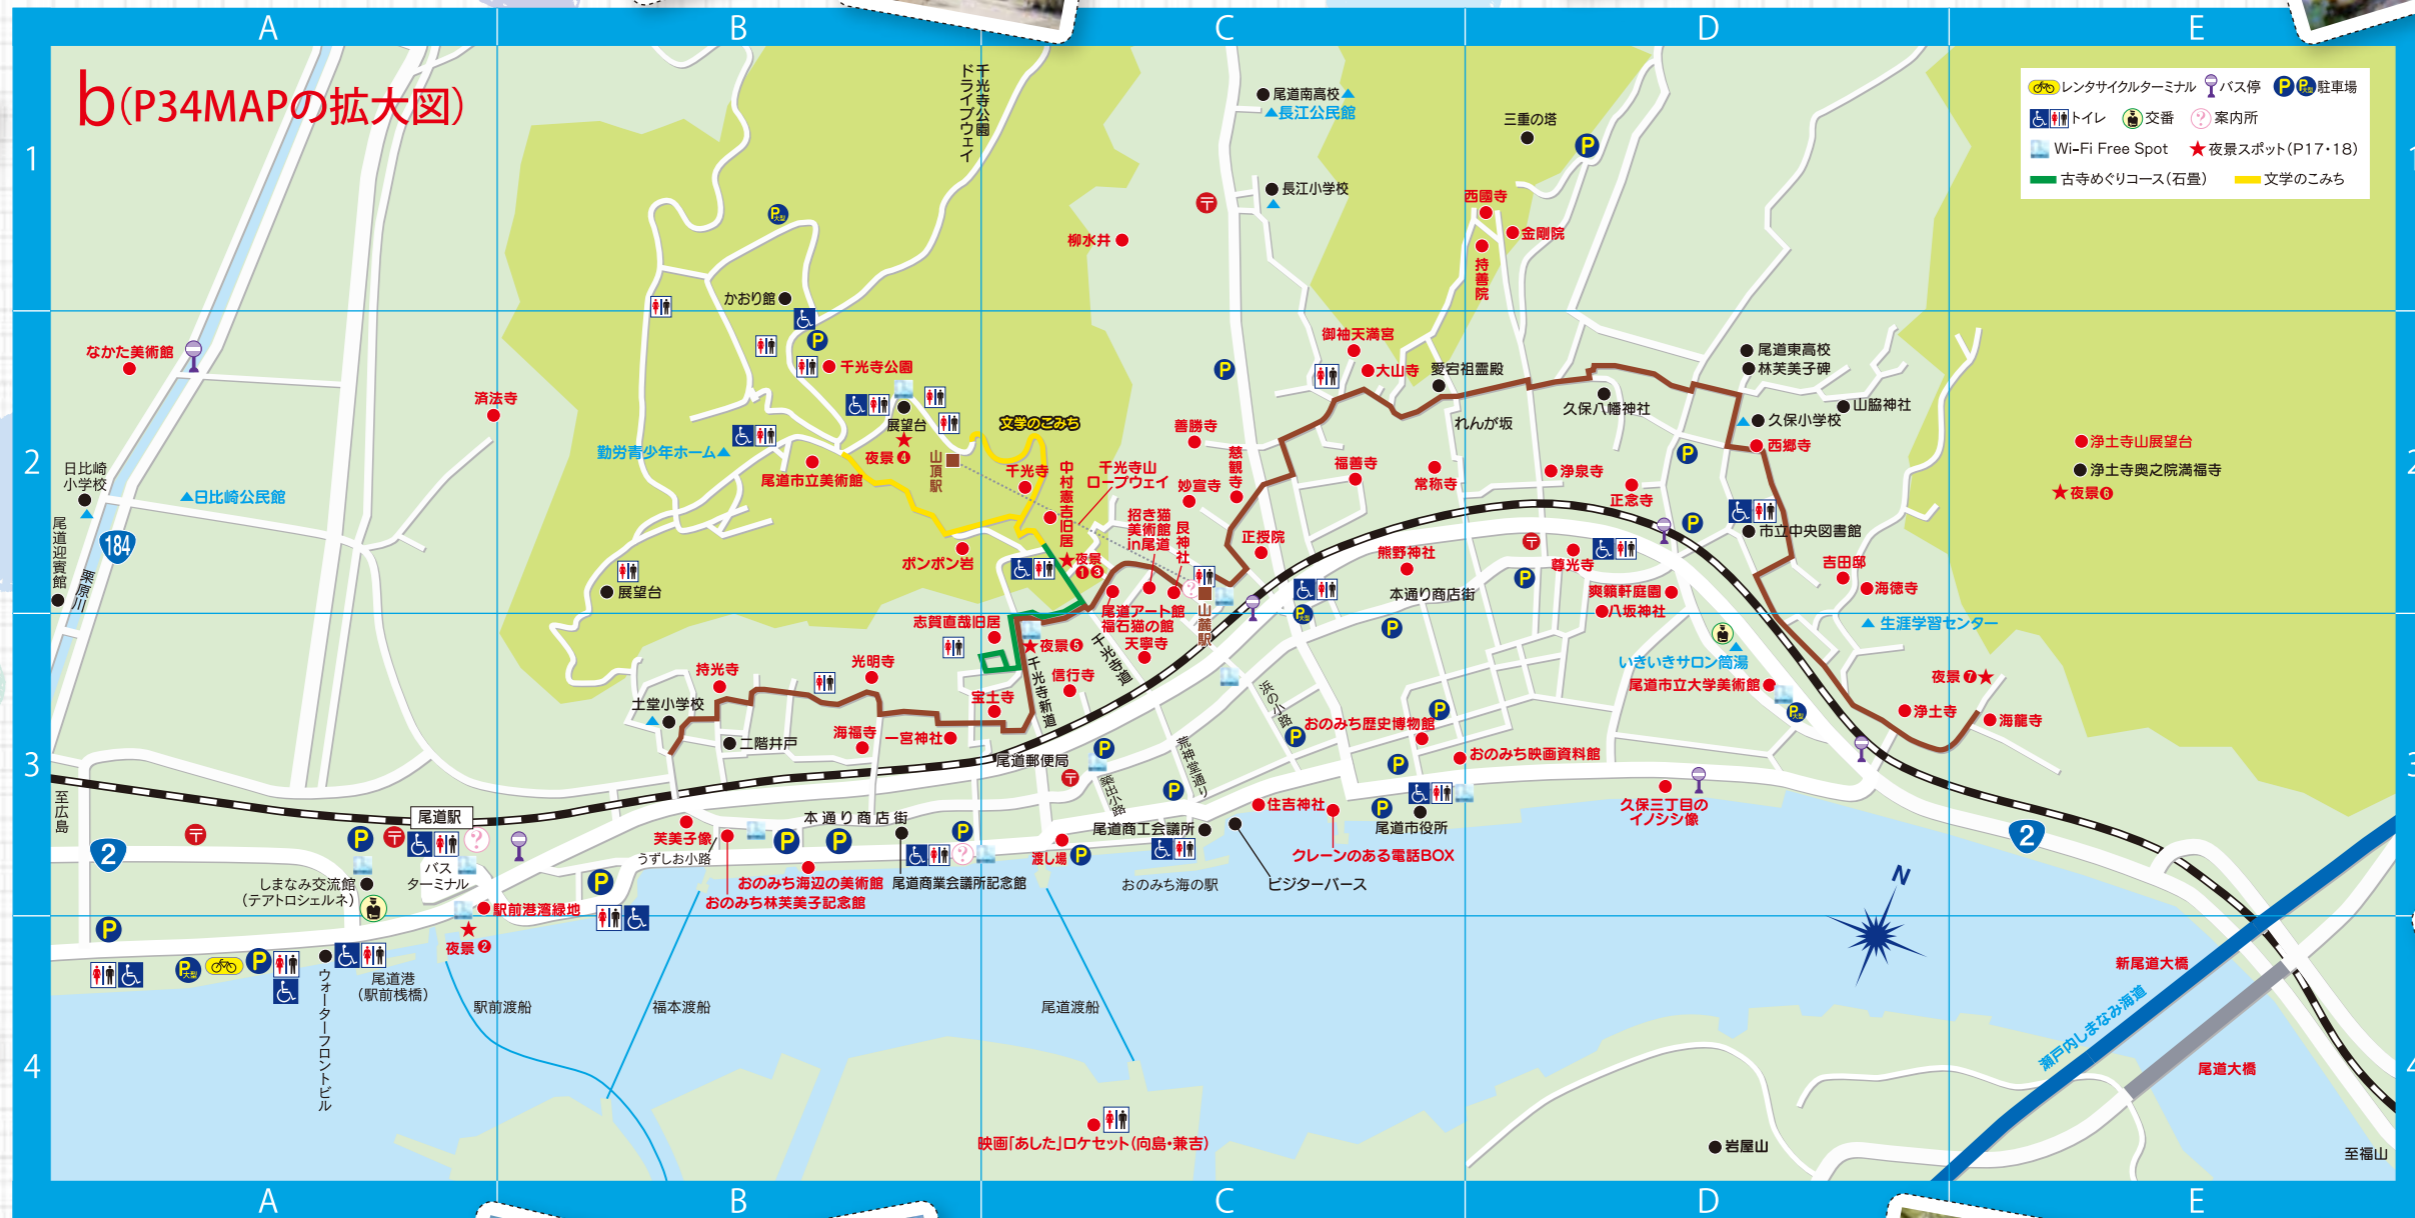 A
B
C
D
E
b(P34MAPの拡大図)
レンタサイクルターミナル
バス停
P
P大型
駐車場
トイレ
交番
?
案内所
Wi-Fi Free Spot
★夜景スポット(P17・18)
古寺めぐりコース(石畳)
文学のこみち
1
千光寺公園
ドライブウェイ
尾道南高校
長江公民館
三重の塔
長江小学校
西國寺
金剛院
持善院
柳水井
かおり館
2
なかた美術館
済法寺
千光寺公園
展望台
夜景❹
勤労青少年ホーム
尾道市立美術館
山頂駅
文学のこみち
千光寺
中村憲吉旧居
千光寺山
ロープウェイ
善勝寺
慈観寺
妙宣寺
招き猫
美術館
in尾道
艮神社
正授院
御袖天満宮
大山寺
愛宕祖霊殿
れんが坂
福善寺
常称寺
久保八幡神社
浄泉寺
正念寺
尾道東高校
林芙美子碑
久保小学校
山脇神社
西郷寺
市立中央図書館
浄土寺山展望台
浄土寺奥之院満福寺
夜景❻
日比崎
小学校
日比崎公民館
尾道迎賓館
184
栗原川
展望台
ポンポン岩
夜景
❶❸
熊野神社
本通り商店街
尊光寺
爽籟軒庭園
八坂神社
吉田邸
海徳寺
生涯学習センター
3
志賀直哉旧居
夜景❺
尾道アート館
福石猫の館
天寧寺
山麓駅
千光寺道
千光寺新道
信行寺
宝土寺
持光寺
光明寺
土堂小学校
二階井戸
海福寺
一宮神社
尾道郵便局
築出小路
荒神堂通り
浜の小路
おのみち歴史博物館
おのみち映画資料館
いきいきサロン筒湯
尾道市立大学美術館
夜景❼
浄土寺
海龍寺
久保三丁目の
イノシシ像
至広島
2
尾道駅
バス
ターミナル
しまなみ交流館
(テアトロシェルネ)
駅前港湾緑地
芙美子像
うずしお小路
本通り商店街
おのみち海辺の美術館
おのみち林芙美子記念館
尾道商業会議所記念館
渡し場
尾道商工会議所
おのみち海の駅
住吉神社
ビジターバース
クレーンのある電話BOX
尾道市役所
2
4
夜景❷
ウォーターフロントビル
尾道港
(駅前桟橋)
駅前渡船
福本渡船
尾道渡船
映画「あした」ロケセット(向島・兼吉)
N
岩屋山
新尾道大橋
瀬戸内しまなみ海道
尾道大橋
至福山
A
B
C
D
E